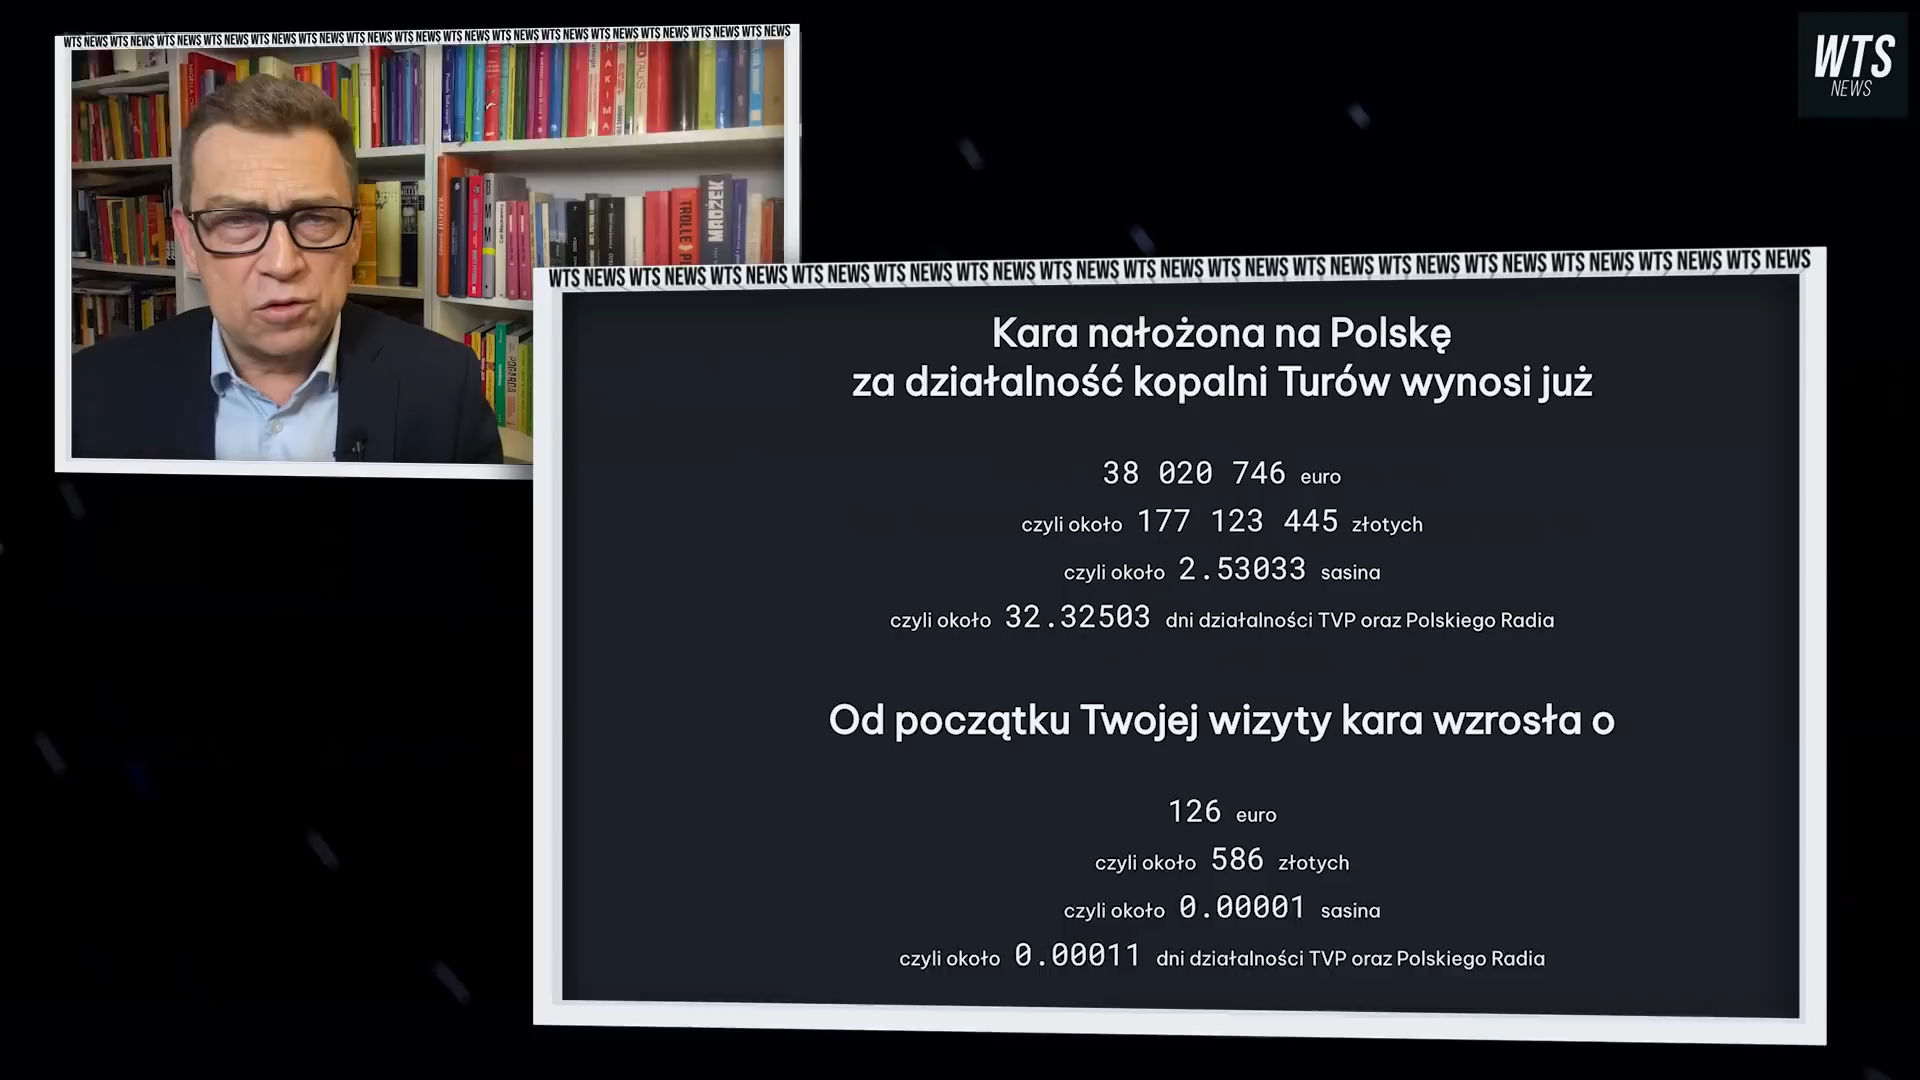 WTS NEWS WTS NEWS WTS NEWS WTS NEWS WTS NEWS WTS NEWS WTS NEWS WTS NEWS WTS NEWS WTS NEWS WTS NEWS WTS NEWS WTS NEWS WTS NEWS WTS NEWS
WTS
NEWS
HAKIMA
TALKS
MROŻEK
TROLLE
POGARDA
WTS NEWS WTS NEWS WTS NEWS WTS NEWS WTS NEWS WTS NEWS WTS NEWS WTS NEWS WTS NEWS WTS NEWS WTS NEWS WTS NEWS WTS NEWS WTS NEWS WTS NEWS
Kara nałożona na Polskę
za działalność kopalni Turów wynosi już
38 020 746 euro
czyli około 177 123 445 złotych
czyli około 2.53033 sasina
czyli około 32.32503 dni działalności TVP oraz Polskiego Radia
Od początku Twojej wizyty kara wzrosła o
126 euro
czyli około 586 złotych
czyli około 0.00001 sasina
czyli około 0.00011 dni działalności TVP oraz Polskiego Radia